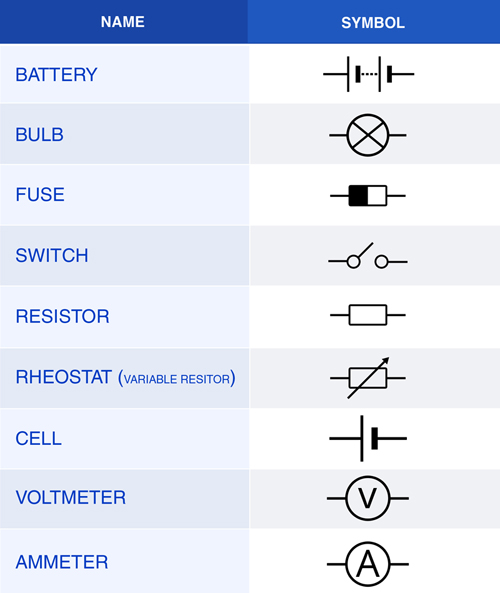 NAME SYMBOL
BATTERY
BULB
FUSE
SWITCH
RESISTOR
RHEOSTAT (VARIABLE RESITOR)
CELL
VOLTMETER V
AMMETER A